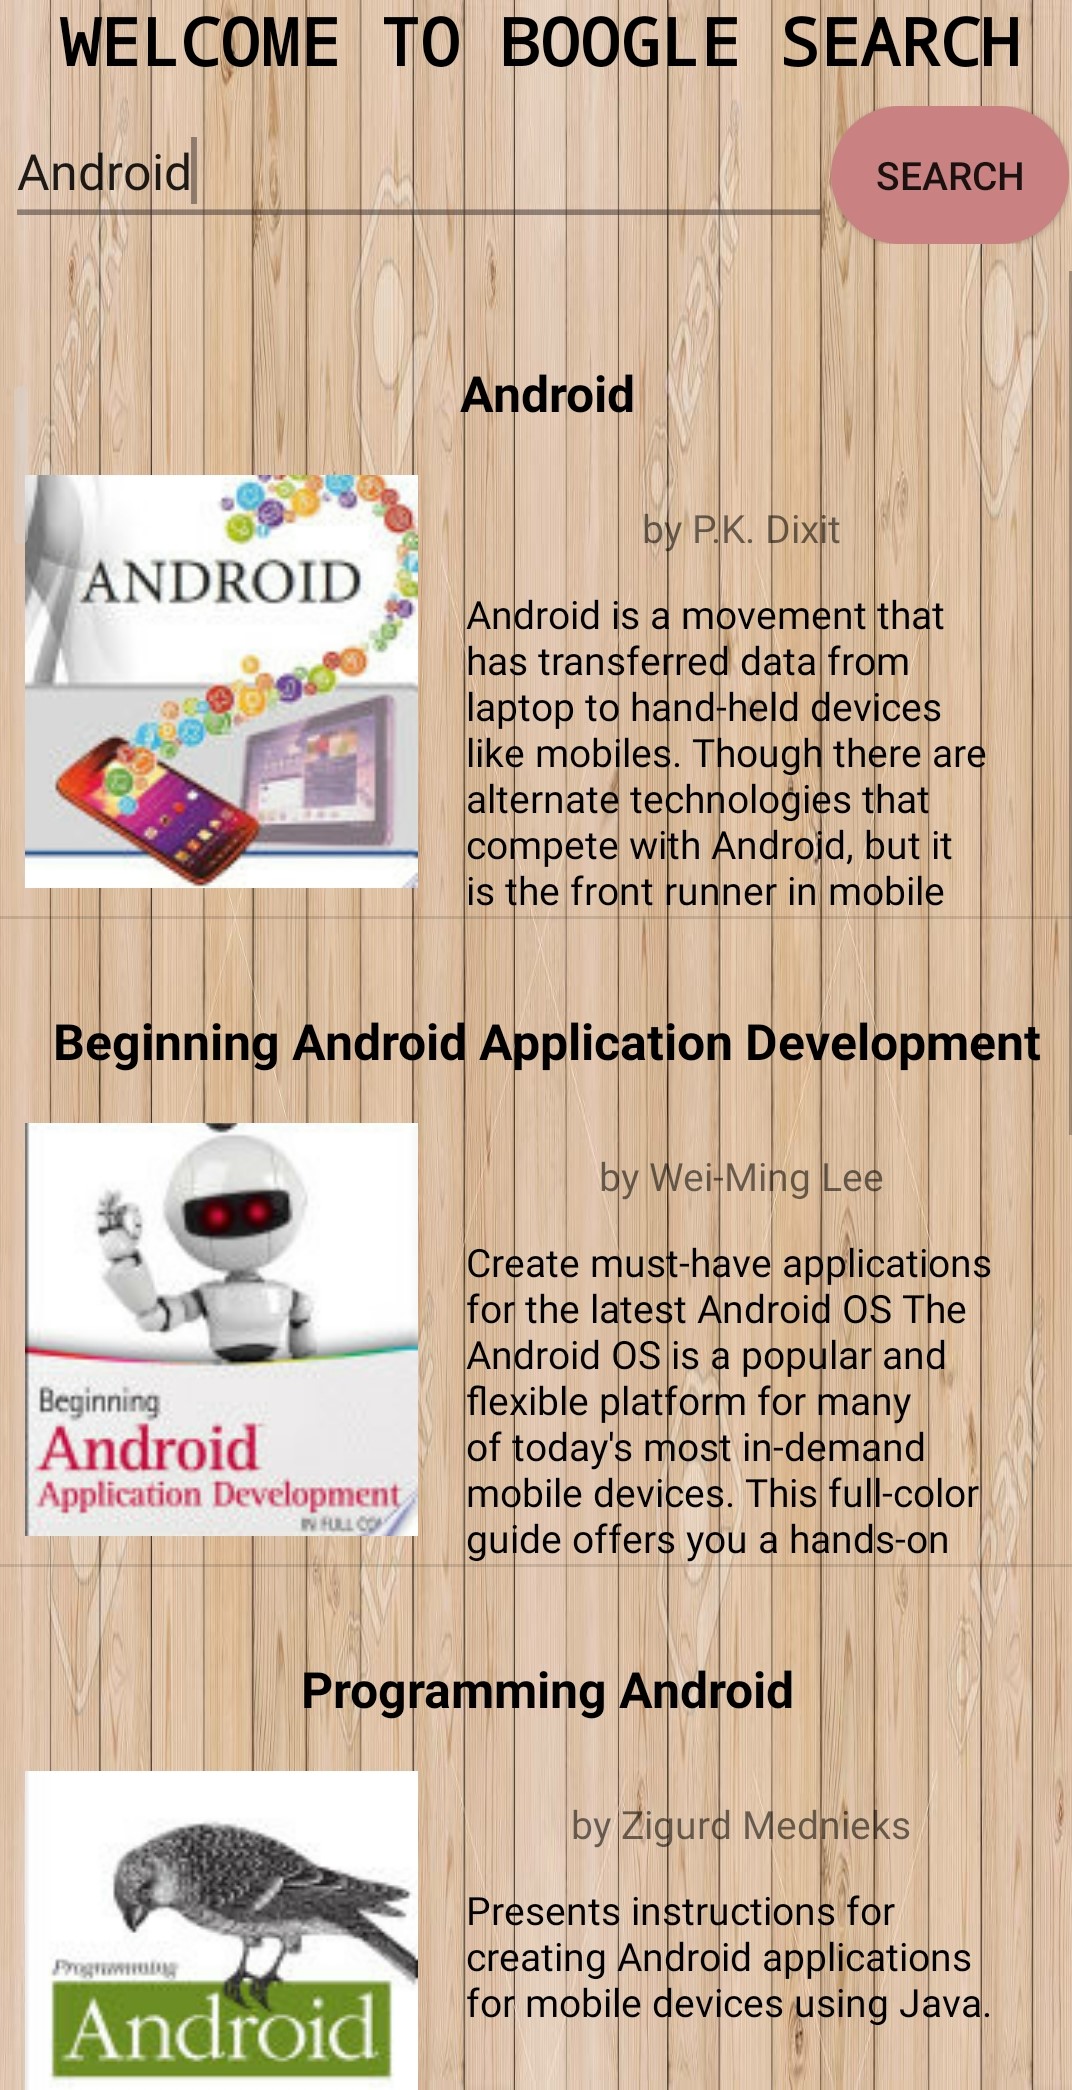 WELCOME TO BOOGLE SEARCH
Android
SEARCH
Android
ANDROID
by P.K. Dixit
Android is a movement that
has transferred data from
laptop to hand-held devices
like mobiles. Though there are
alternate technologies that
compete with Android, but it
is the front runner in mobile
Beginning Android Application Development
Beginning
Android
Application Development
IN FULL
by Wei-Ming Lee
Create must-have applications
for the latest Android OS The
Android OS is a popular and
flexible platform for many
of today's most in-demand
mobile devices. This full-color
guide offers you a hands-on
Programming Android
Programming
Android
by Zigurd Mednieks
Presents instructions for
creating Android applications
for mobile devices using Java.